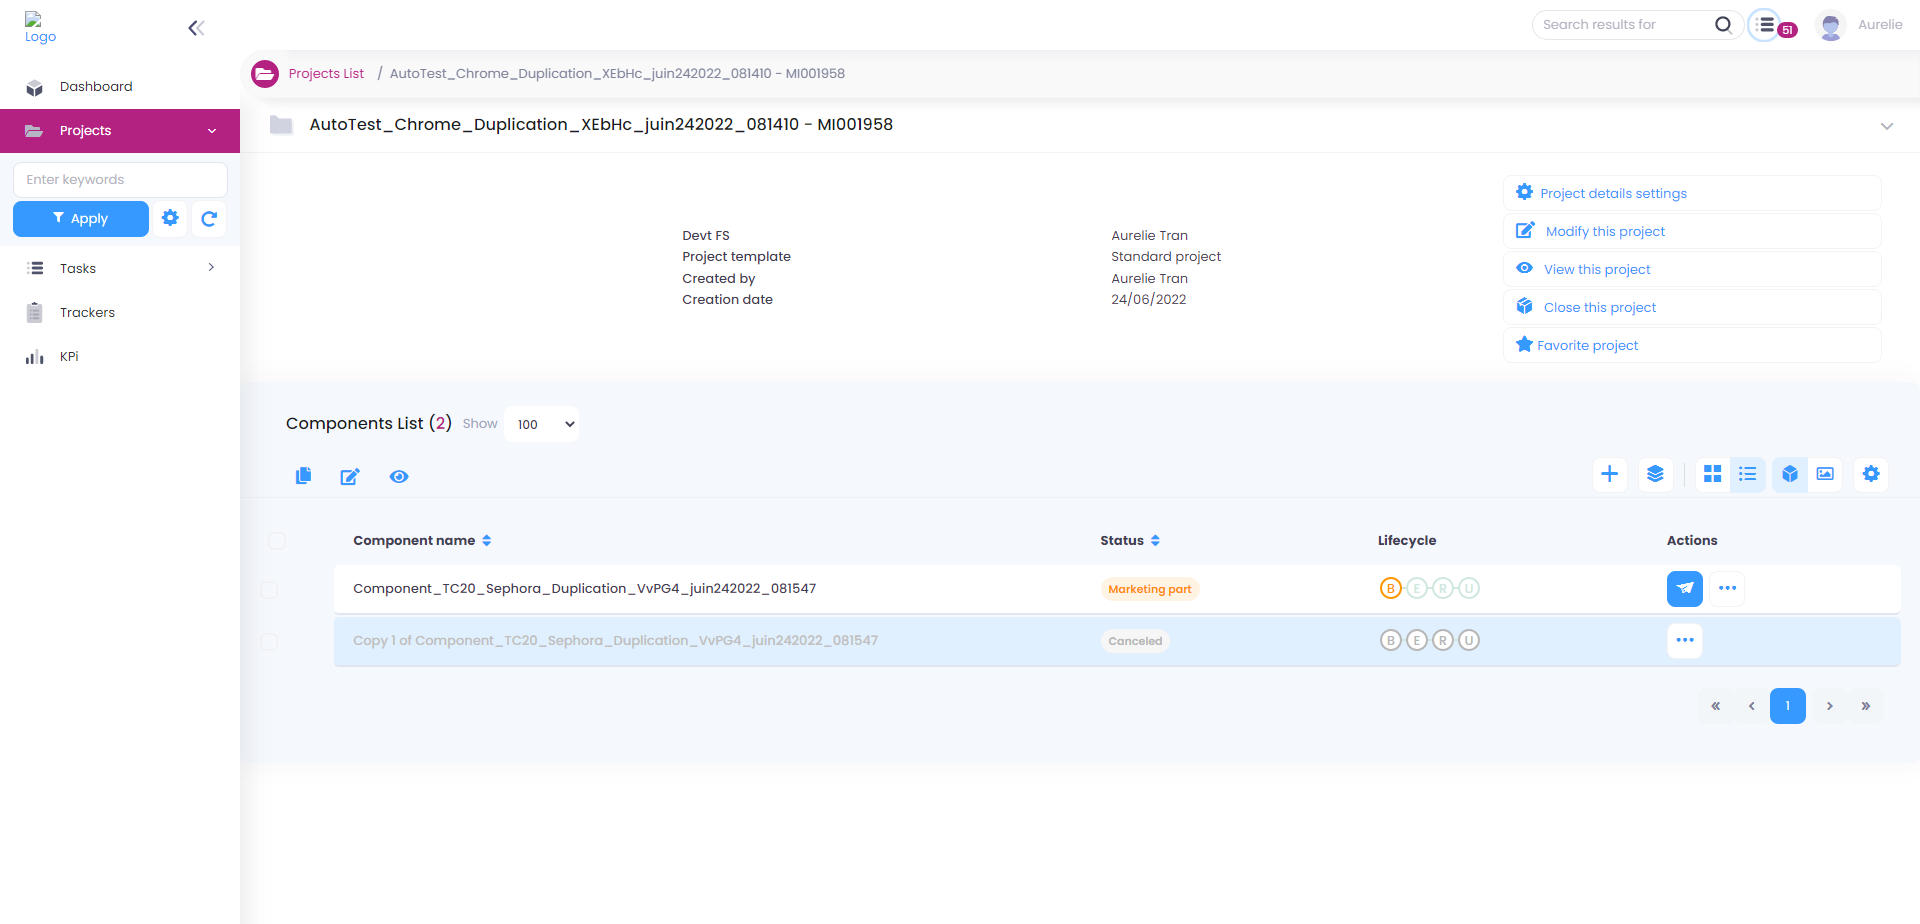 Logo
Search results for
51
Aurelie
Dashboard
Projects
Enter keywords
Apply
Tasks
Trackers
KPi
Projects List / AutoTest_Chrome_Duplication_XEbHc_juin242022_081410 - MI001958
AutoTest_Chrome_Duplication_XEbHc_juin242022_081410 - MI001958
Devt FS Aurelie Tran
Project template Standard project
Created by Aurelie Tran
Creation date 24/06/2022
Project details settings
Modify this project
View this project
Close this project
Favorite project
Components List (2) Show 100
Component name Status Lifecycle Actions
Component_TC20_Sephora_Duplication_VvPG4_juin242022_081547 Marketing part B E R U
Copy 1 of Component_TC20_Sephora_Duplication_VvPG4_juin242022_081547 Canceled B E R U
« ‹ 1 › »